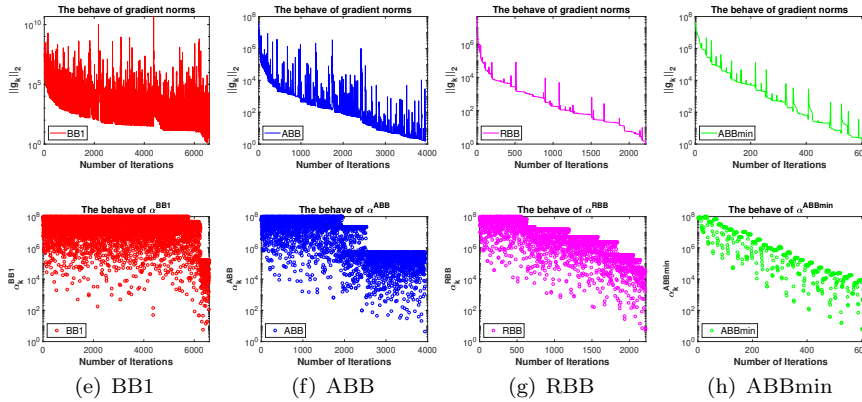 The behave of gradient norms
||g_k||_2
10^10
10^5
10^0
BB1
0 2000 4000 6000
Number of Iterations
The behave of gradient norms
||g_k||_2
10^8
10^6
10^4
10^2
10^0
ABB
0 1000 2000 3000 4000
Number of Iterations
The behave of gradient norms
||g_k||_2
10^6
10^4
10^2
10^0
RBB
0 500 1000 1500 2000
Number of Iterations
The behave of gradient norms
||g_k||_2
10^8
10^6
10^4
10^2
10^0
ABBmin
0 200 400 600
Number of Iterations
The behave of α^BB1
α_k^BB1
10^8
10^6
10^4
10^2
10^0
BB1
0 2000 4000 6000
Number of Iterations
The behave of α^ABB
α_k^ABB
10^8
10^6
10^4
10^2
10^0
ABB
0 1000 2000 3000 4000
Number of Iterations
The behave of α^RBB
α_k^RBB
10^8
10^6
10^4
10^2
10^0
RBB
0 500 1000 1500 2000
Number of Iterations
The behave of α^ABBmin
α_k^ABBmin
10^8
10^6
10^4
10^2
10^0
ABBmin
0 200 400 600
Number of Iterations
(e) BB1
(f) ABB
(g) RBB
(h) ABBmin